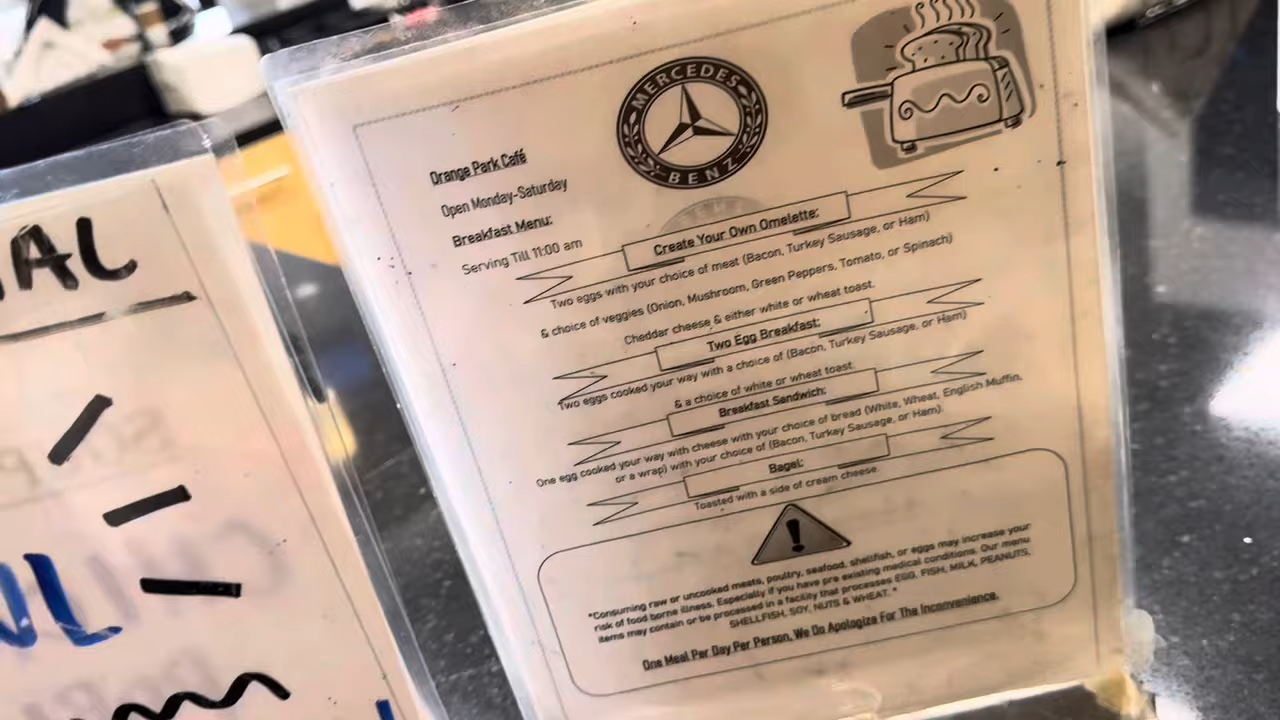 AL
UL
MERCEDES
BENZ
Orange Park Café
Open Monday-Saturday
Breakfast Menu:
Serving Till 11:00 am
Create Your Own Omelette:
Two eggs with your choice of meat (Bacon, Turkey Sausage, or Ham)
& choice of veggies (Onion, Mushroom, Green Peppers, Tomato, or Spinach)
Cheddar cheese & either white or wheat toast.
Two Egg Breakfast:
Two eggs cooked your way with a choice of (Bacon, Turkey Sausage, or Ham)
& a choice of white or wheat toast.
Breakfast Sandwich:
One egg cooked your way with cheese with your choice of bread (White, Wheat, English Muffin,
or a wrap) with your choice of (Bacon, Turkey Sausage, or Ham).
Bagel:
Toasted with a side of cream cheese.
"Consuming raw or uncooked meats, poultry, seafood, shellfish, or eggs may increase your
risk of food borne illness. Especially if you have pre existing medical conditions. Our menu
items may contain or be processed in a facility that processes EGG, FISH, MILK, PEANUTS,
SHELLFISH, SOY, NUTS & WHEAT. "
One Meal Per Day Per Person, We Do Apologize For The Inconvenience.